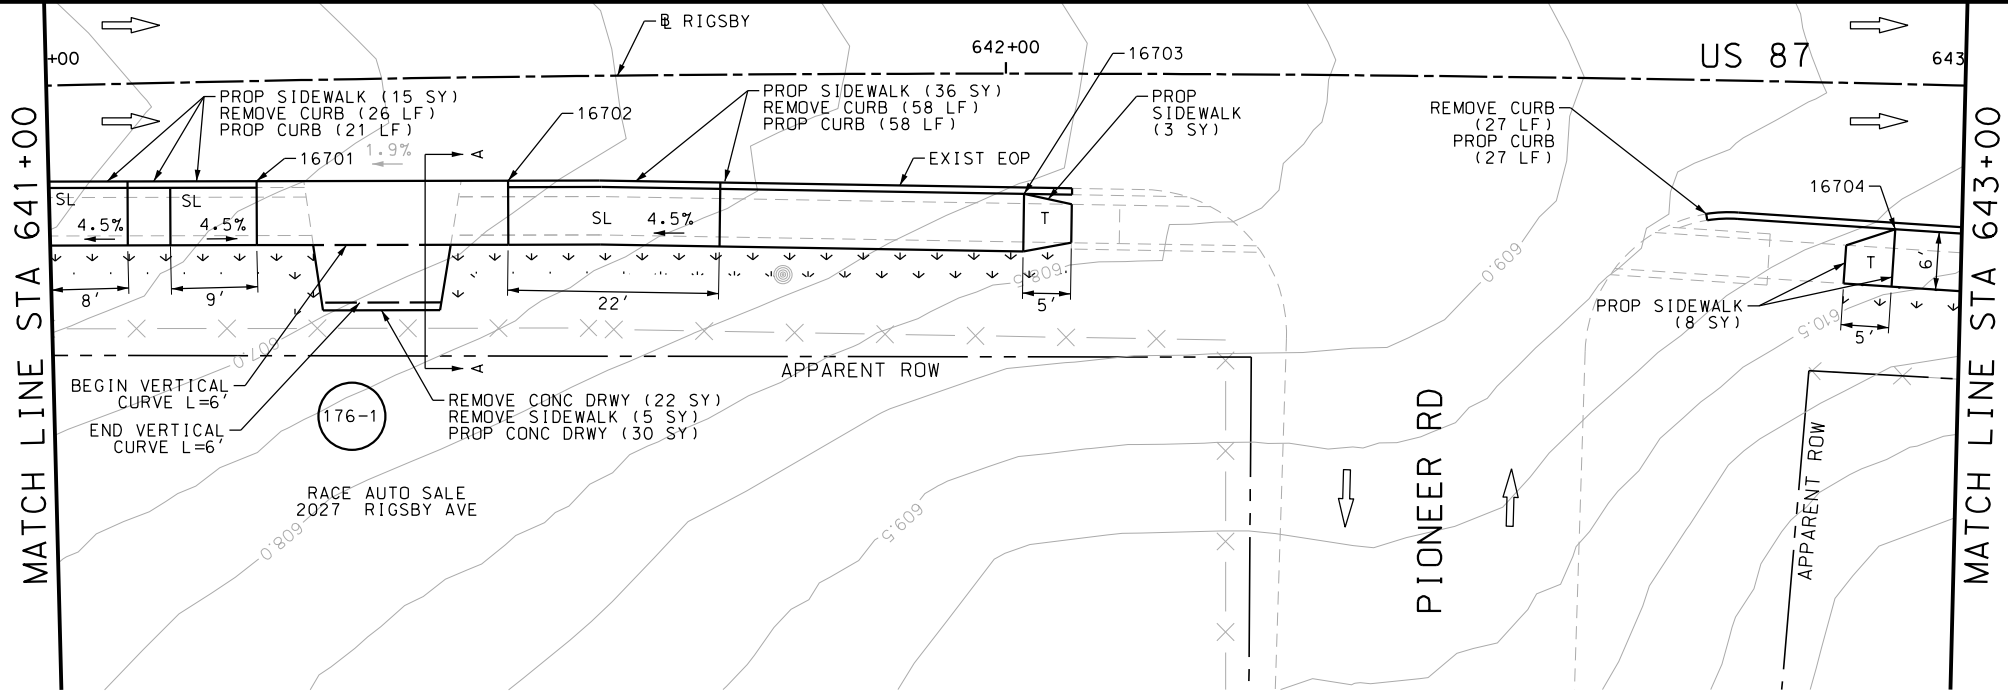 +00
BL RIGSBY
642+00
16703
US 87
643
PROP SIDEWALK (15 SY)
REMOVE CURB (26 LF)
PROP CURB (21 LF)
16702
PROP SIDEWALK (36 SY)
REMOVE CURB (58 LF)
PROP CURB (58 LF)
PROP
SIDEWALK
(3 SY)
REMOVE CURB
(27 LF)
PROP CURB
(27 LF)
16701
1.9%
A
EXIST EOP
16704
SL
4.5%
SL
4.5%
SL
4.5%
T
T
6'
8'
9'
22'
5'
5'
608.5
609.0
610.5
607.0
PROP SIDEWALK
(8 SY)
APPARENT ROW
A
BEGIN VERTICAL
CURVE L=6'
END VERTICAL
CURVE L=6'
176-1
REMOVE CONC DRWY (22 SY)
REMOVE SIDEWALK (5 SY)
PROP CONC DRWY (30 SY)
RACE AUTO SALE
2027 RIGSBY AVE
608.0
609.5
PIONEER RD
APPARENT ROW
MATCH LINE STA 641+00
MATCH LINE STA 643+00